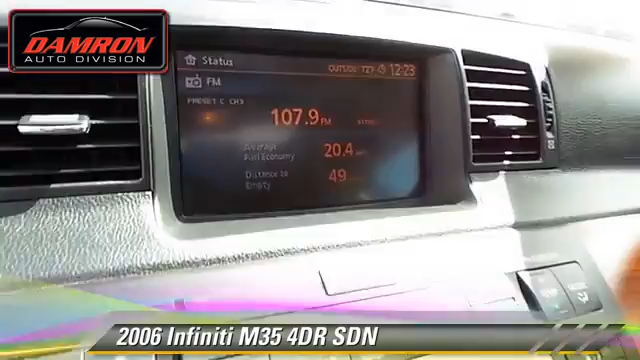 DAMRON
AUTO DIVISION
Status
OUTSIDE 72F 12:23
FM
PRESET C CH3
107.9 FM
Average
Fuel Economy 20.4
Distance to
Empty 49
2006 Infiniti M35 4DR SDN